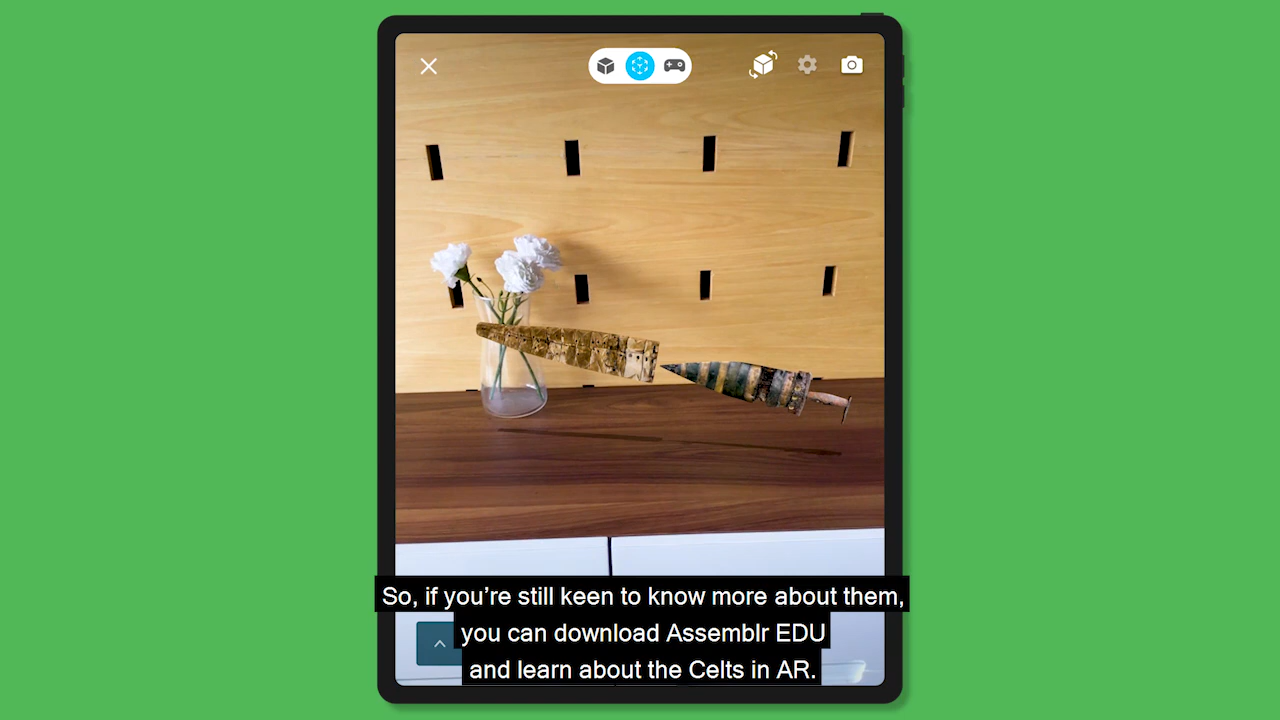 So, if you’re still keen to know more about them,
you can download Assemblr EDU
and learn about the Celts in AR.